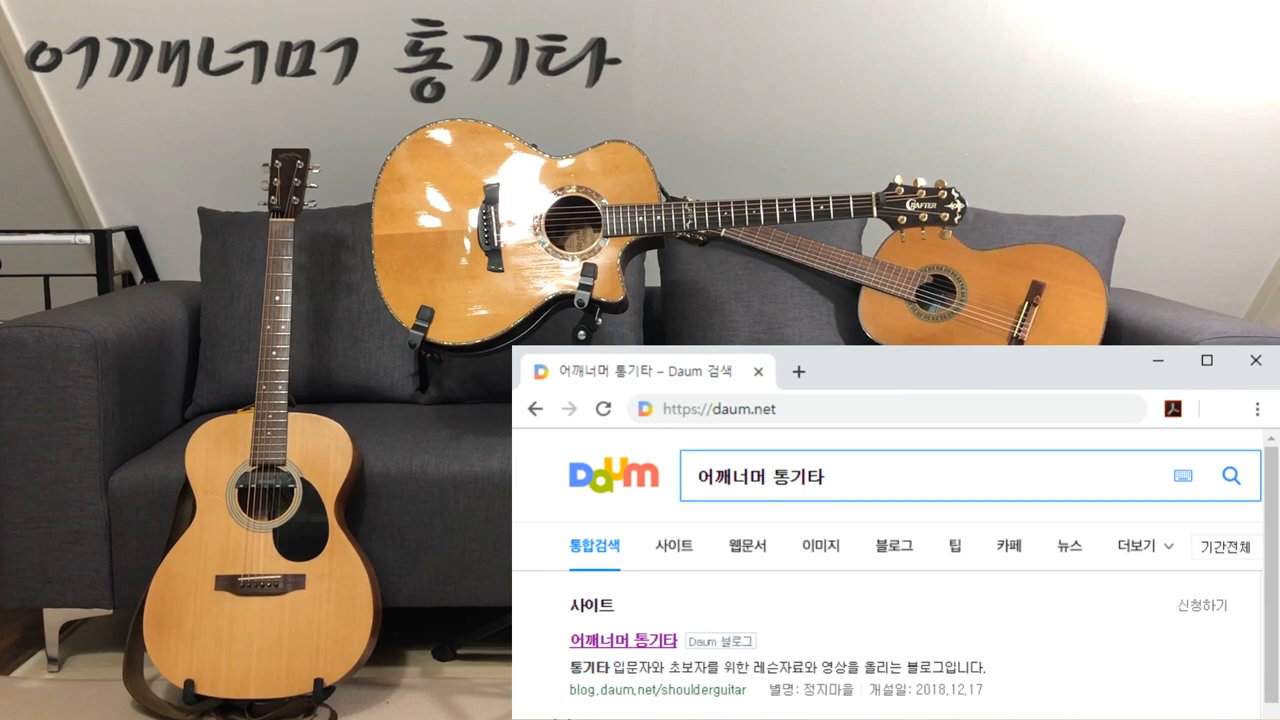 어깨너머 통기타
CRAFTER
어깨너머 통기타 – Daum 검색
https://daum.net
Daum
어깨너머 통기타
통합검색 사이트 웹문서 이미지 블로그 팁 카페 뉴스 더보기 기간전체
사이트 신청하기
어깨너머 통기타 Daum 블로그
통기타 입문자와 초보자를 위한 레슨자료와 영상을 올리는 블로그입니다.
blog.daum.net/shoulderguitar 별명: 정지마을 개설일: 2018.12.17